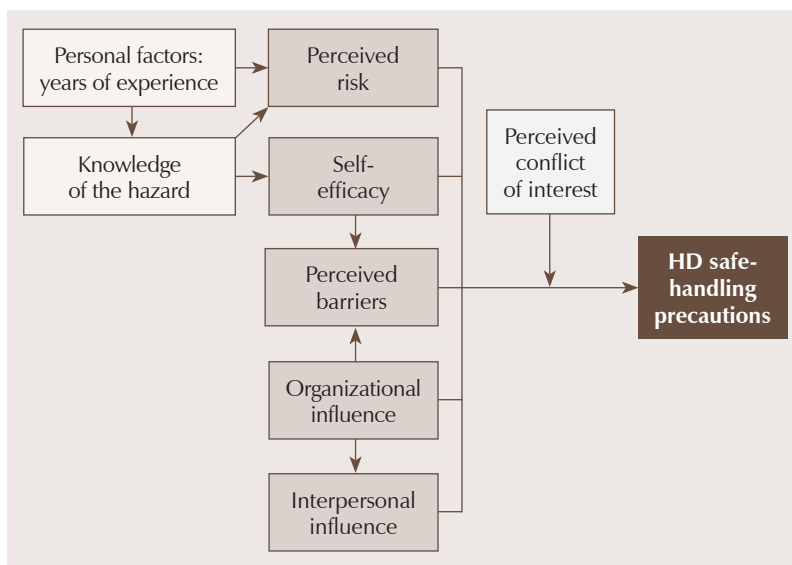 Personal factors:
years of experience
Perceived
risk
Knowledge
of the hazard
Self-
efficacy
Perceived
conflict
of interest
Perceived
barriers
HD safe-
handling
precautions
Organizational
influence
Interpersonal
influence